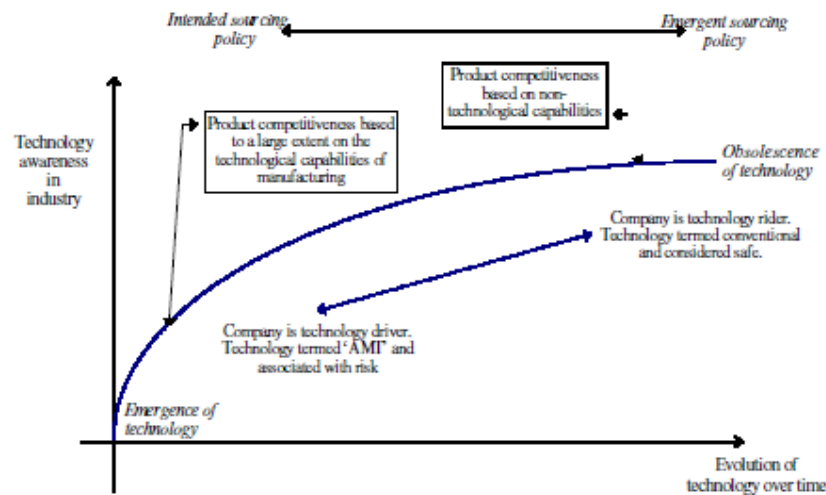 Intended sourcing
policy
Emergent sourcing
policy
Product competitiveness
based on non-
technological capabilities
Product competitiveness based
to a large extent on the
technological capabilities of
manufacturing
Technology
awareness
in
industry
Obsolescence
of technology
Company is technology rider.
Technology termed conventional
and considered safe.
Company is technology driver.
Technology termed ‘AMT’ and
associated with risk
Emergence of
technology
Evolution of
technology over time